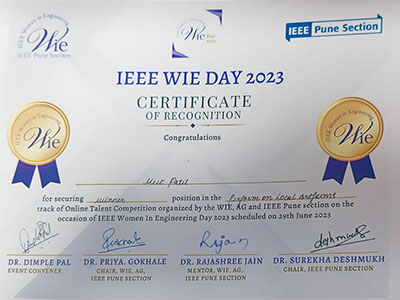 IEEE Women in Engineering
Wie
IEEE Pune Section
Wie Day
IEEE Pune Section
IEEE WIE DAY 2023
CERTIFICATE
OF RECOGNITION
Congratulations
IEEE Women in Engineering
Wie
IEEE Women in Engineering
Wie
Patil
for securing winner position in the Perform on Local Artforms
track of Online Talent Competition organized by the WIE, AG and IEEE Pune section on the
occasion of IEEE Women In Engineering Day 2023 scheduled on 29th June 2023
DR. DIMPLE PAL DR. PRIYA. GOKHALE DR. RAJASHREE JAIN DR. SUREKHA DESHMUKH
EVENT CONVENER CHAIR, WIE, AG, MENTOR, WIE, AG, CHAIR, IEEE PUNE SECTION
IEEE PUNE SECTION IEEE PUNE SECTION